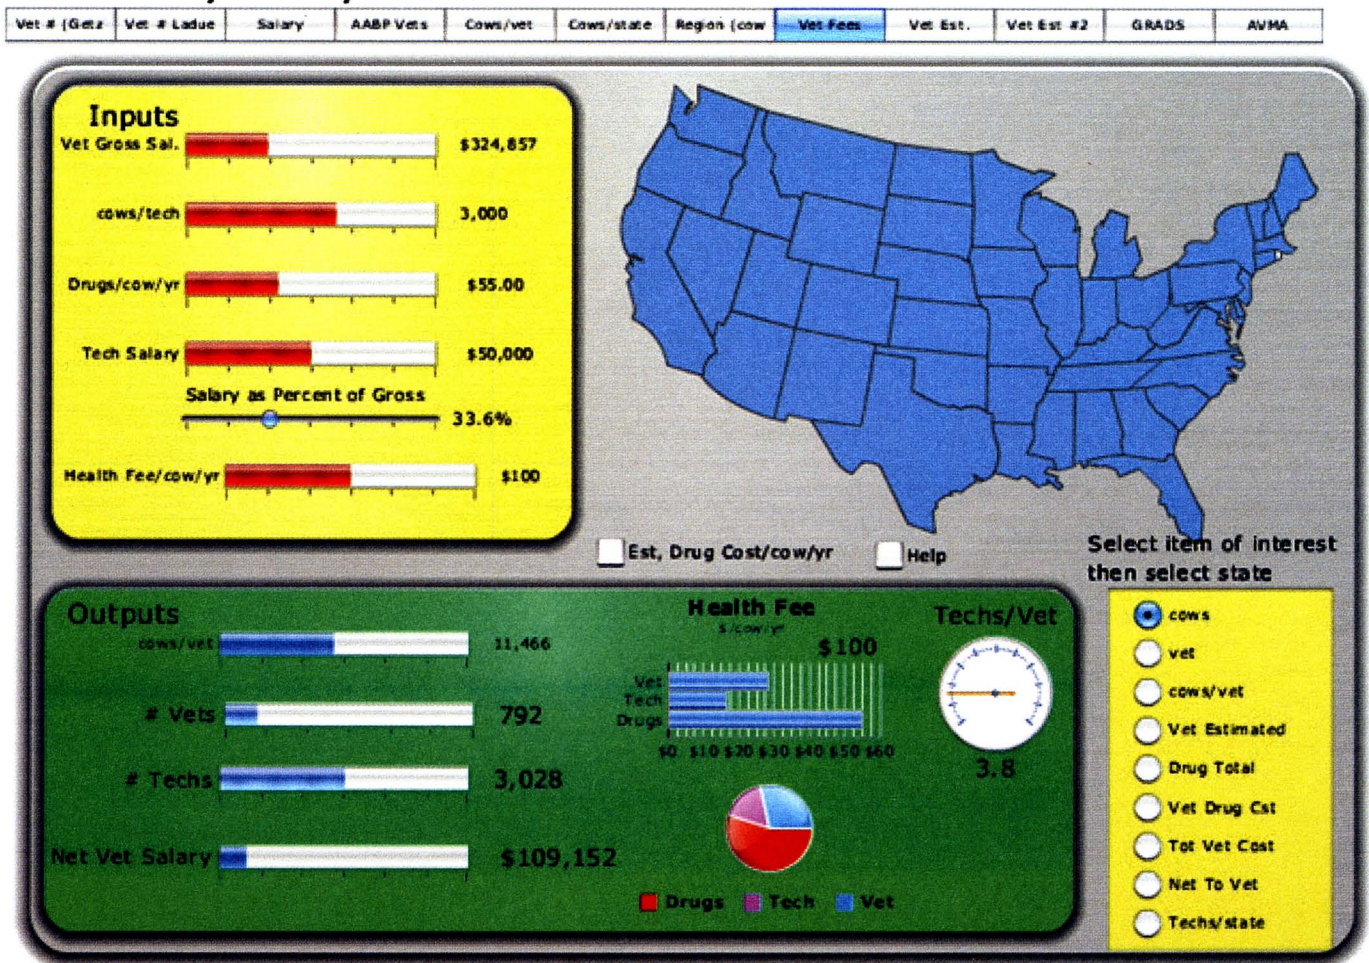 Vet # (Getz Vet # Ladue Salary AABP Vets Cows/vet Cows/state Region (cow Vet Fees Vet Est. Vet Est #2 GRADS AVMA
Inputs
Vet Gross Sal. $324,857
cows/tech 3,000
Drugs/cow/yr $55.00
Tech Salary $50,000
Salary as Percent of Gross
33.6%
Health Fee/cow/yr $100
Est, Drug Cost/cow/yr Help
Select item of interest
then select state
cows
vet
cows/vet
Vet Estimated
Drug Total
Vet Drug Cst
Tot Vet Cost
Net To Vet
Techs/state
Outputs
cows/vet 11,466
# Vets 792
# Techs 3,028
Net Vet Salary $109,152
Health Fee
$/cow/yr
$100
Vet
Tech
Drugs
$0 $10 $20 $30 $40 $50 $60
Drugs Tech Vet
Techs/Vet
3.8